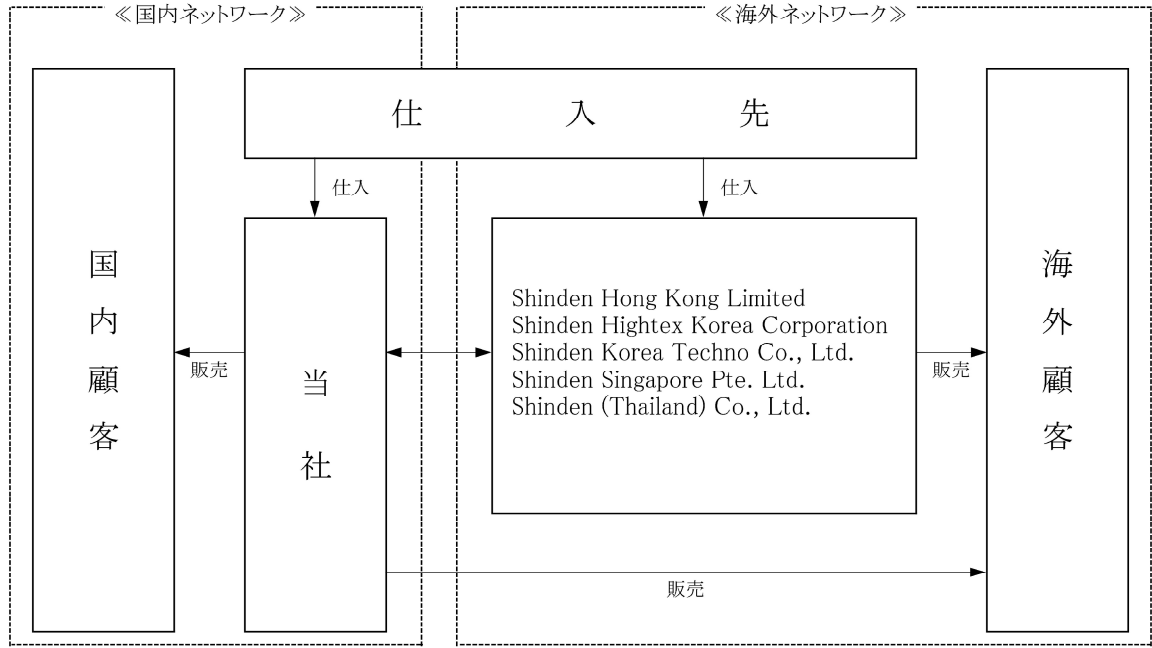 ≪国内ネットワーク≫
≪海外ネットワーク≫
仕入先
仕入
仕入
国内顧客
販売
当社
Shinden Hong Kong Limited
Shinden Hightex Korea Corporation
Shinden Korea Techno Co., Ltd.
Shinden Singapore Pte. Ltd.
Shinden (Thailand) Co., Ltd.
販売
海外顧客
販売